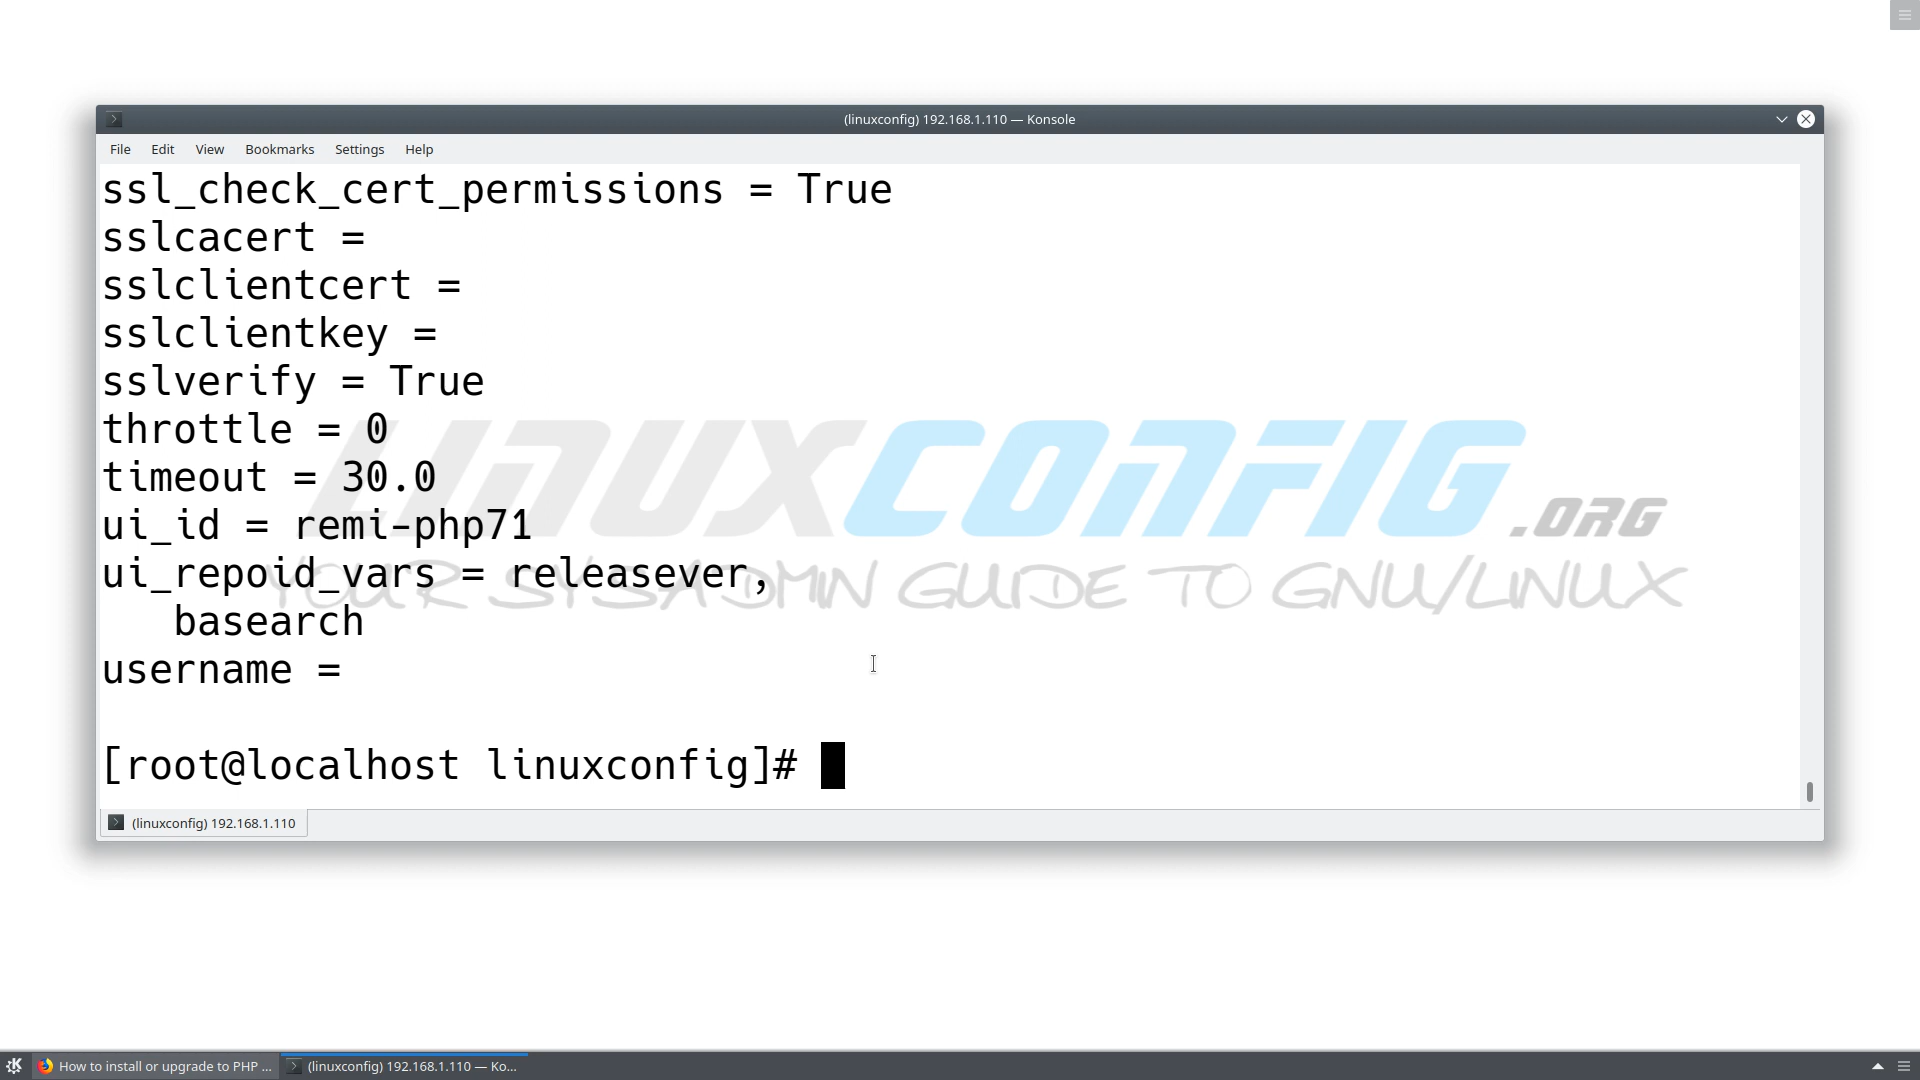 (linuxconfig) 192.168.1.110 — Konsole
File Edit View Bookmarks Settings Help
ssl_check_cert_permissions = True
sslcacert =
sslclientcert =
sslclientkey =
sslverify = True
throttle = 0
timeout = 30.0
ui_id = remi-php71
ui_repoid_vars = releasever,
   basearch
username =
LINUXCONFIG.ORG
YOUR SYSADMIN GUIDE TO GNU/LINUX
[root@localhost linuxconfig]#
(linuxconfig) 192.168.1.110
How to install or upgrade to PHP ... (linuxconfig) 192.168.1.110 — Ko...